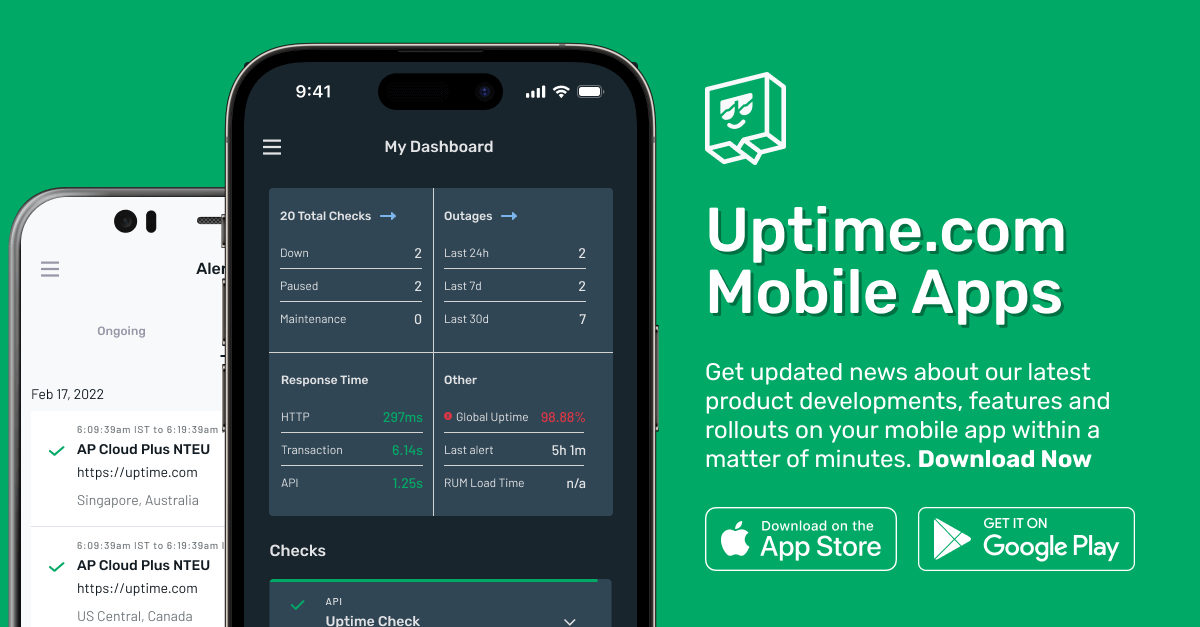 9:41
My Dashboard
20 Total Checks
Down 2
Paused 2
Maintenance 0
Outages
Last 24h 2
Last 7d 2
Last 30d 7
Response Time
HTTP 297ms
Transaction 6.14s
API 1.25s
Other
Global Uptime 98.88%
Last alert 5h 1m
RUM Load Time n/a
Checks
API
Uptime Check
Ongoing
Feb 17, 2022
6:09:39am IST to 6:19:39am
AP Cloud Plus NTEU
https://uptime.com
Singapore, Australia
6:09:39am IST to 6:19:39am
AP Cloud Plus NTEU
https://uptime.com
US Central, Canada
Uptime.com
Mobile Apps
Get updated news about our latest
product developments, features and
rollouts on your mobile app within a
matter of minutes. Download Now
Download on the
App Store
GET IT ON
Google Play